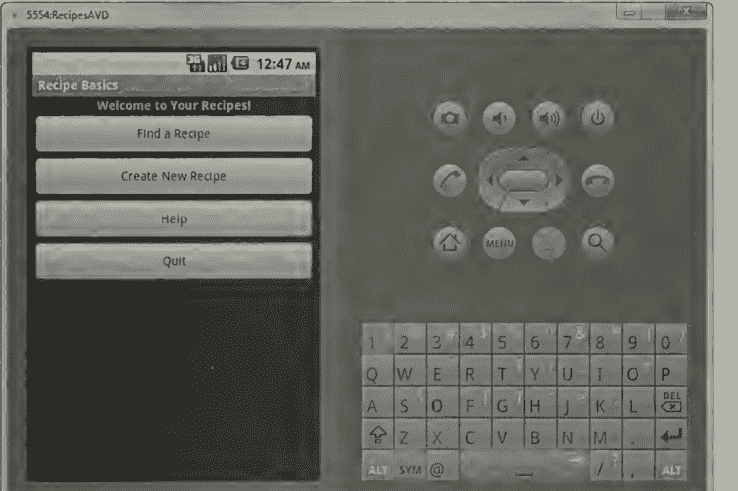 5554:RecipesAVD
3G
12:47 AM
Recipe Basics
Welcome to Your Recipes!
Find a Recipe
Create New Recipe
Help
Quit
MENU
1 2 3 4 5 6 7 8 9 0
Q W E R T Y U I O P
DEL
A S O F G H J K L
Z X C V B N M .
ALT SYM @ / , ALT